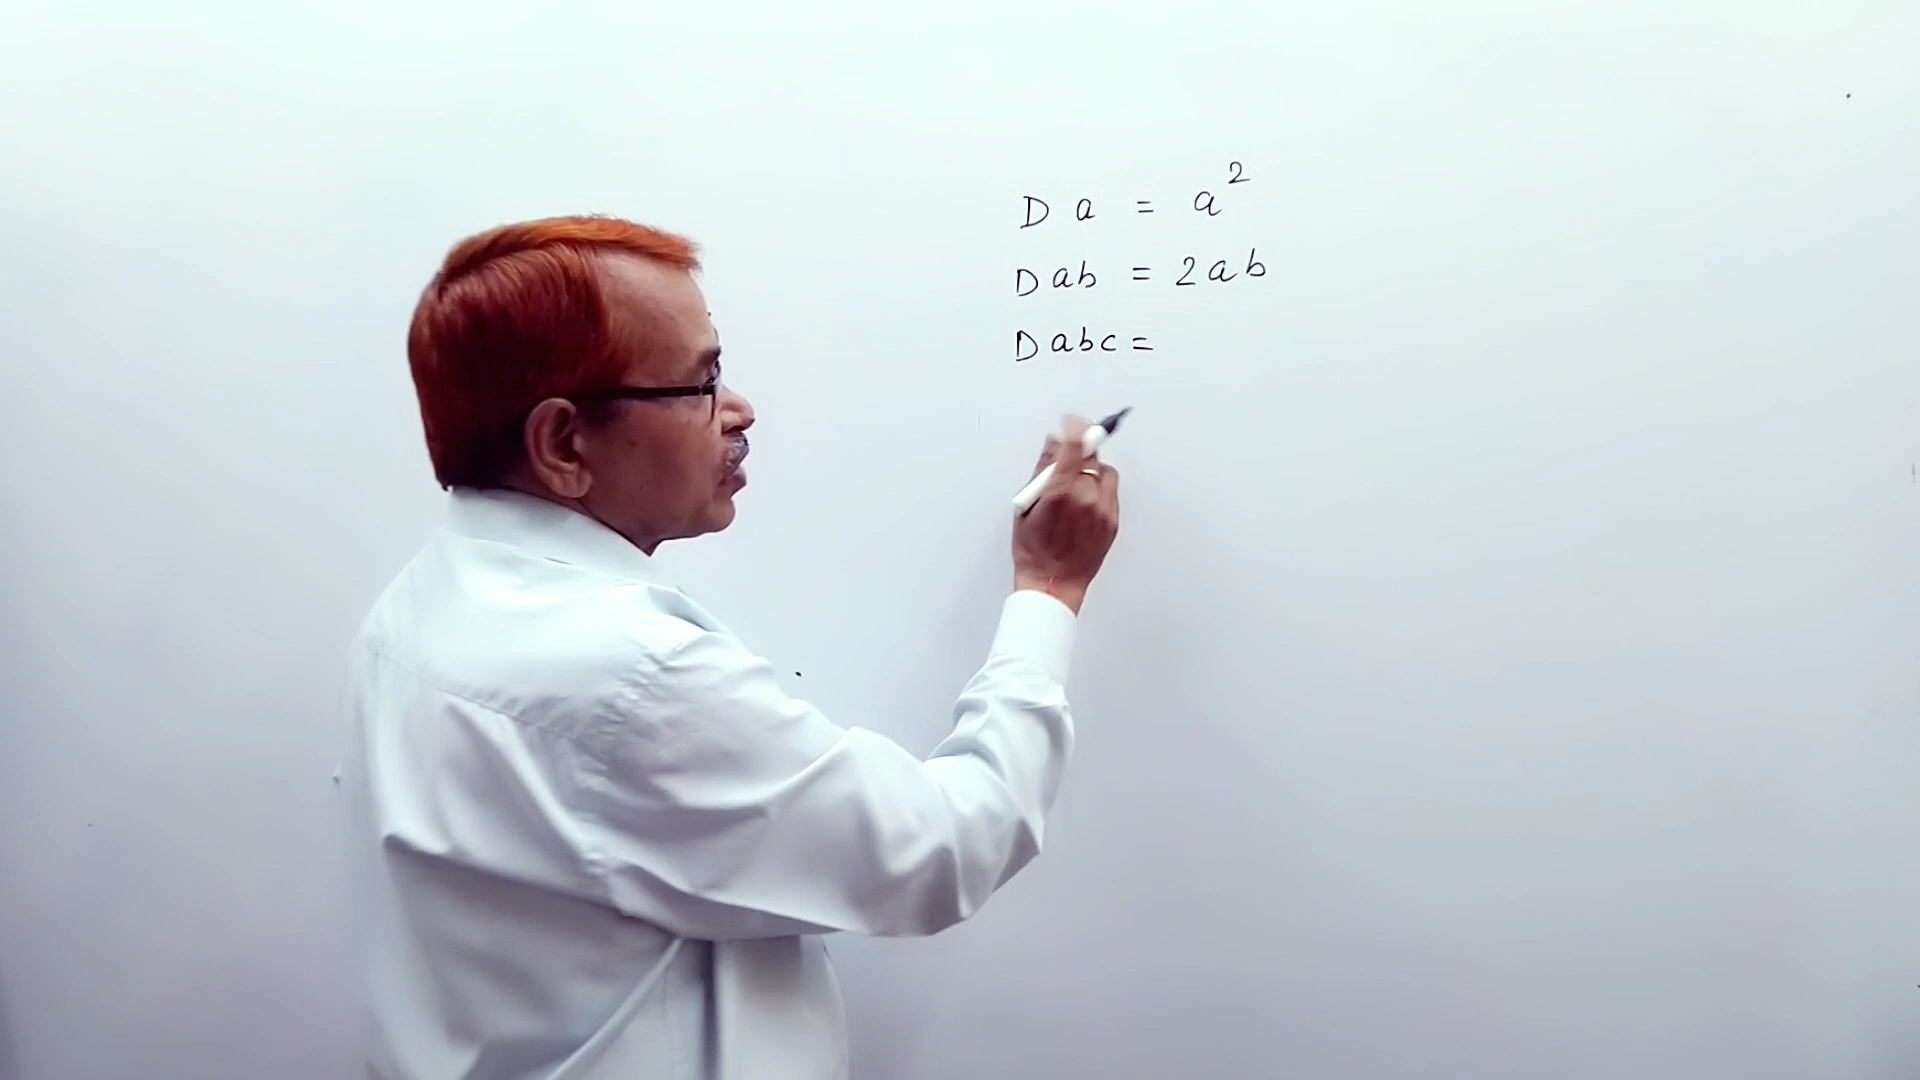 D a = a²
D ab = 2ab
D abc =